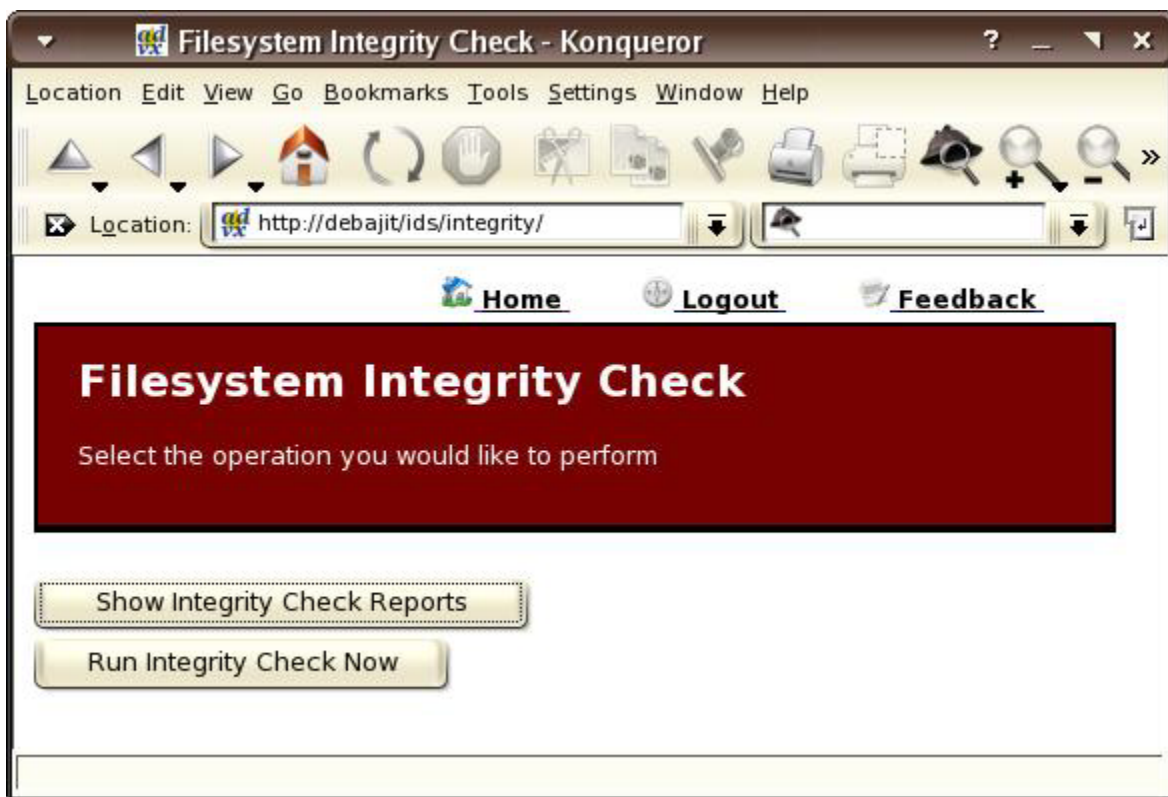 Filesystem Integrity Check - Konqueror
Location Edit View Go Bookmarks Tools Settings Window Help
Location: http://debajit/ids/integrity/
Home Logout Feedback
Filesystem Integrity Check
Select the operation you would like to perform
Show Integrity Check Reports
Run Integrity Check Now